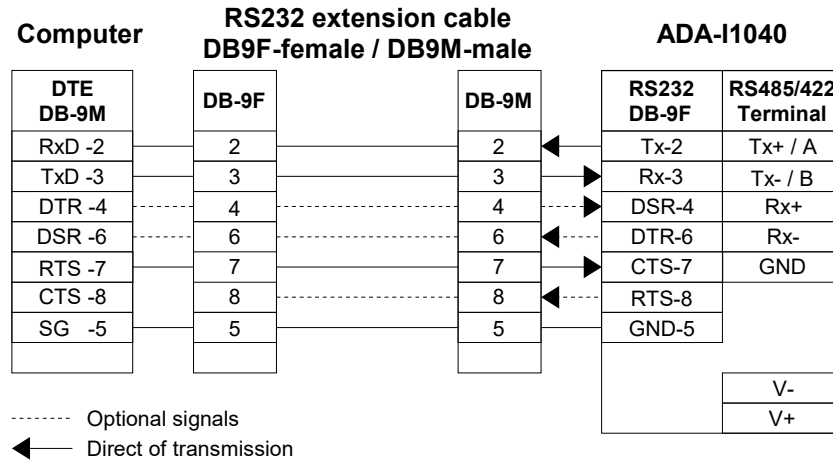 Computer
RS232 extension cable
DB9F-female / DB9M-male
ADA-I1040
DTE
DB-9M
DB-9F
DB-9M
RS232
DB-9F
RS485/422
Terminal
RxD -2 2 2 Tx-2 Tx+ / A
TxD -3 3 3 Rx-3 Tx- / B
DTR -4 4 4 DSR-4 Rx+
DSR -6 6 6 DTR-6 Rx-
RTS -7 7 7 CTS-7 GND
CTS -8 8 8 RTS-8
SG -5 5 5 GND-5
V-
V+
Optional signals
Direct of transmission